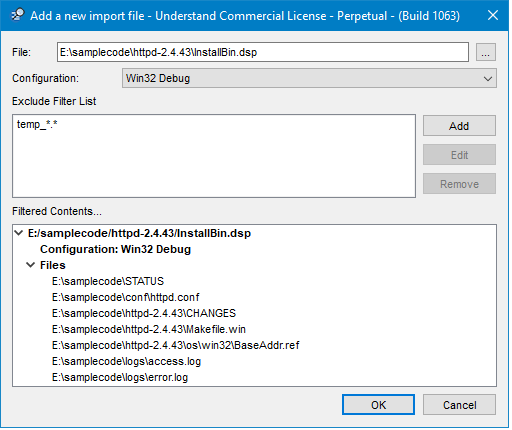 Add a new import file - Understand Commercial License - Perpetual - (Build 1063)
File: E:\samplecode\httpd-2.4.43\InstallBin.dsp ...
Configuration: Win32 Debug
Exclude Filter List
temp_*.*
Add
Edit
Remove
Filtered Contents...
E:/samplecode/httpd-2.4.43/InstallBin.dsp
Configuration: Win32 Debug
Files
E:\samplecode\STATUS
E:\samplecode\conf\httpd.conf
E:\samplecode\httpd-2.4.43\CHANGES
E:\samplecode\httpd-2.4.43\Makefile.win
E:\samplecode\httpd-2.4.43\os\win32\BaseAddr.ref
E:\samplecode\logs\access.log
E:\samplecode\logs\error.log
OK Cancel